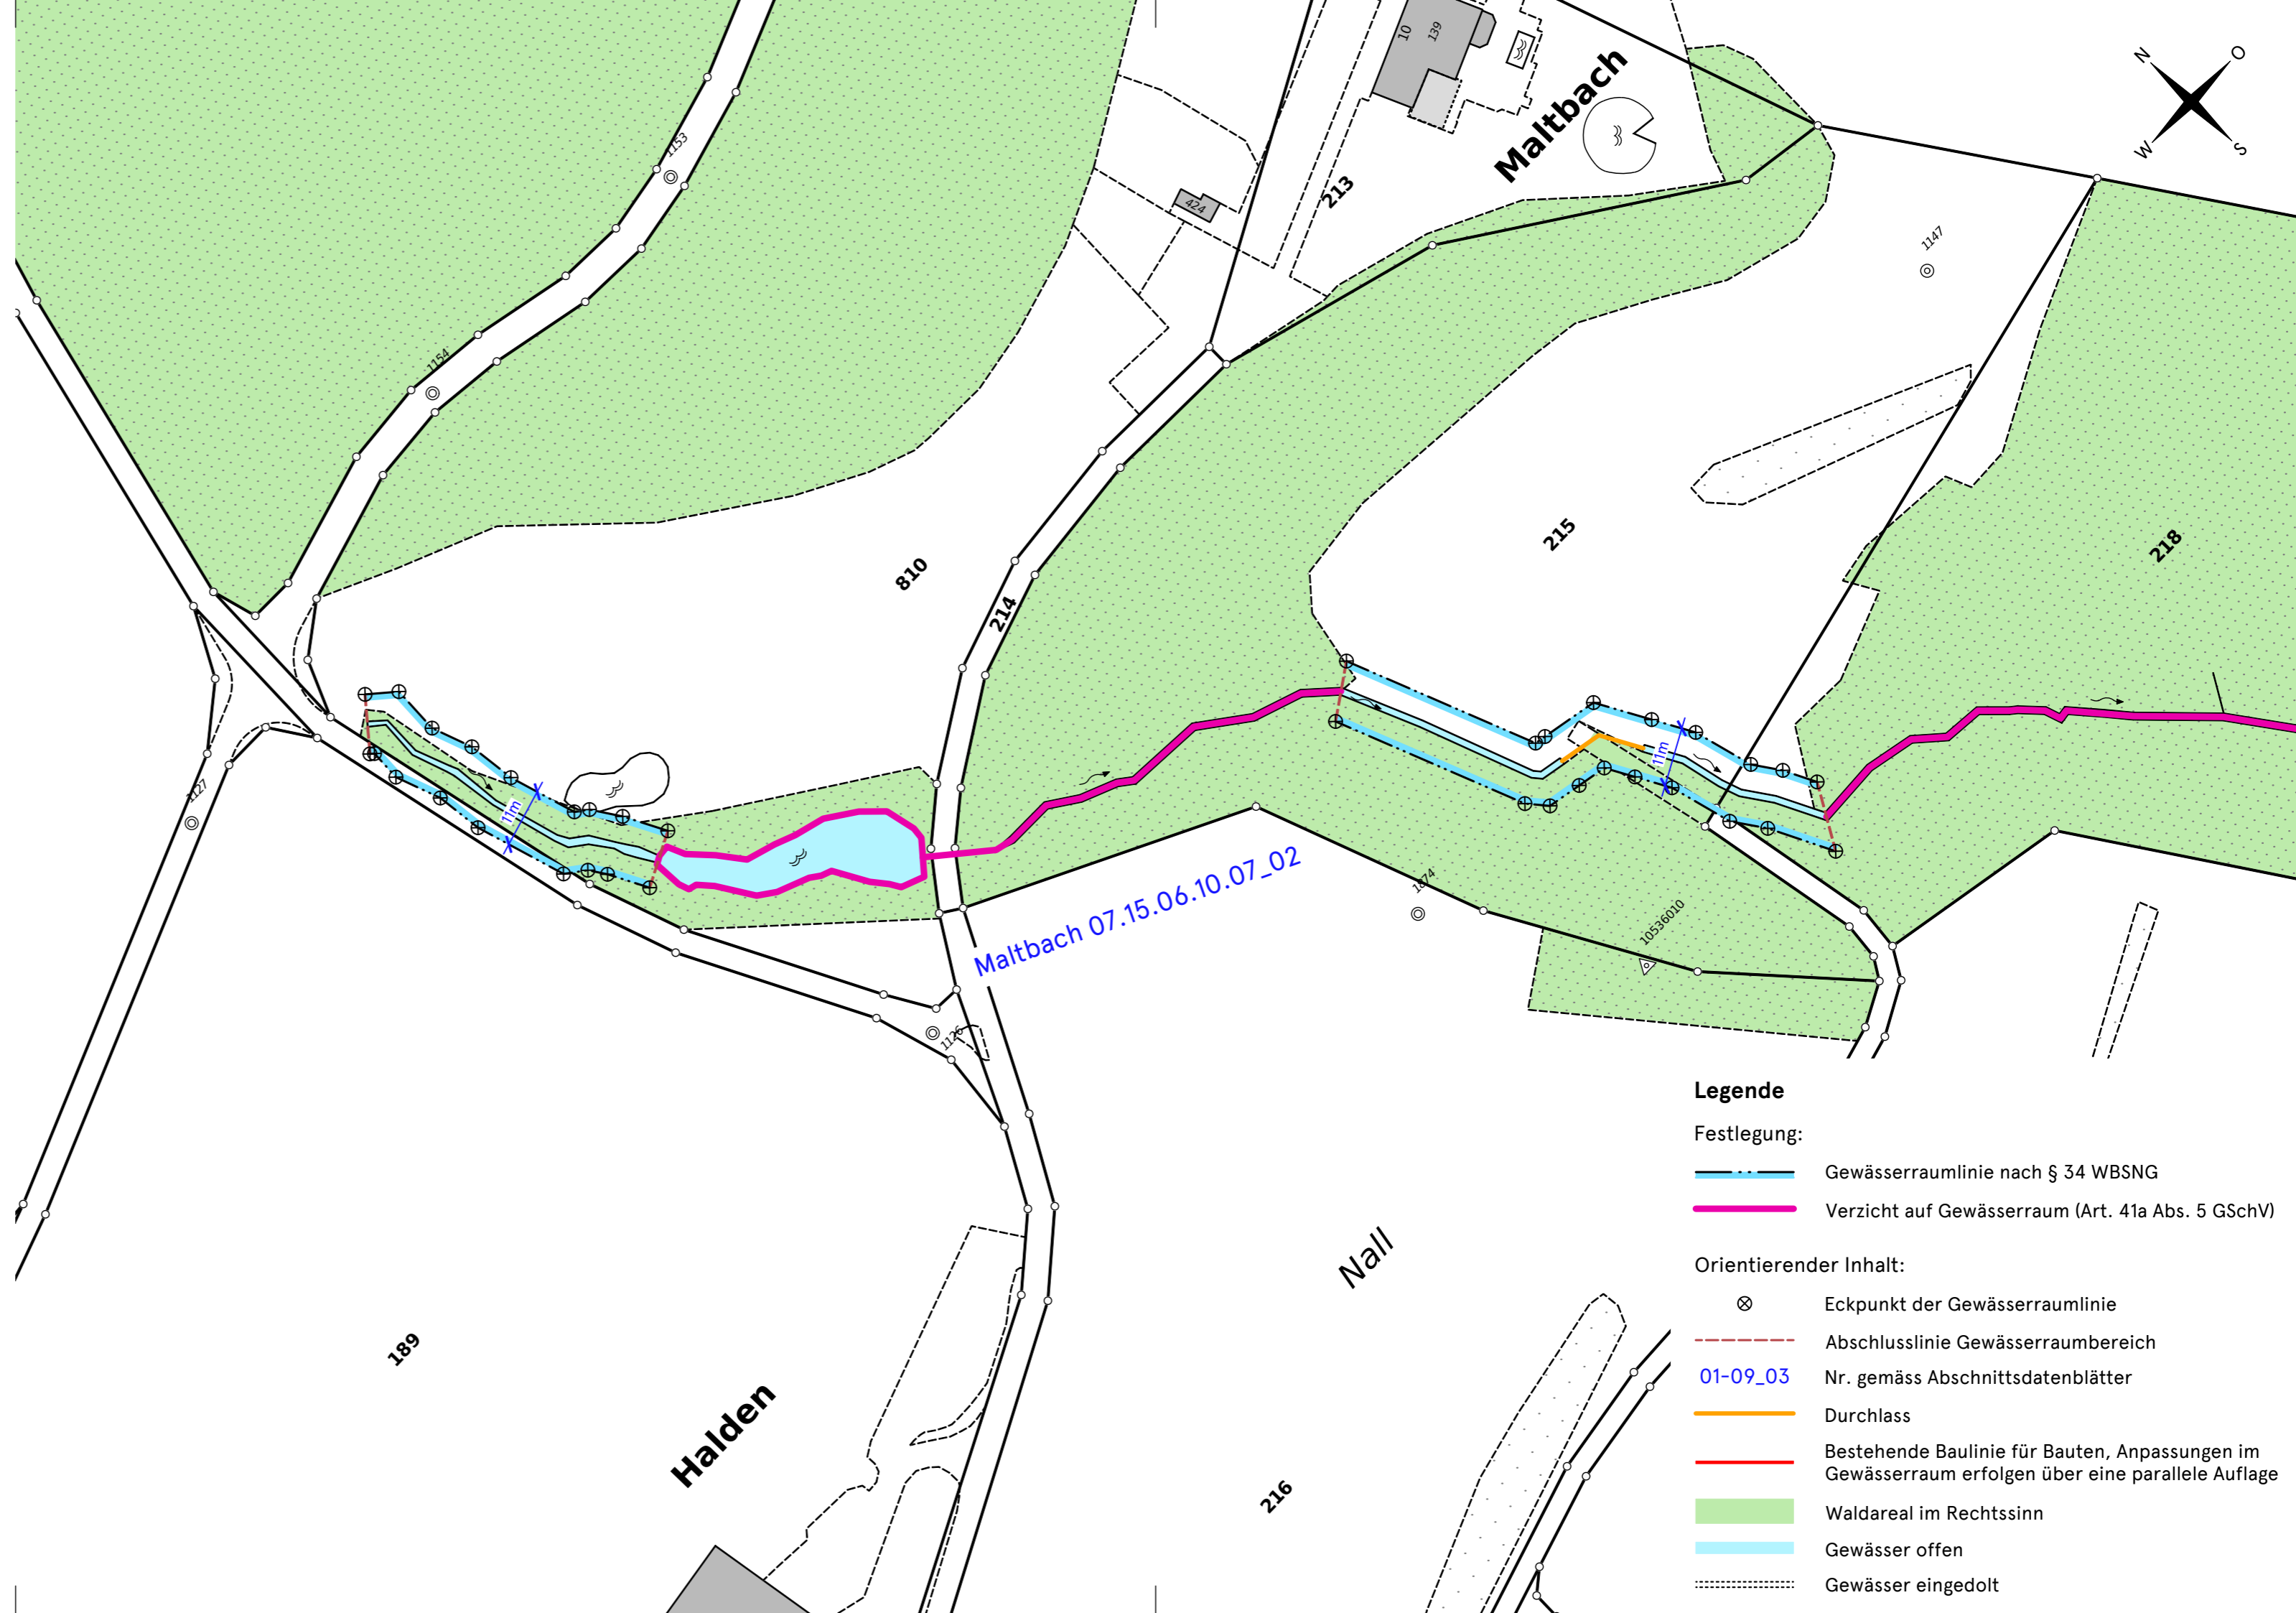 10
139
Maltbach
N
O
W
S
1153
424
213
1147
1154
215
218
810
214
11m
11m
1127
Maltbach 07.15.06.10.07_02
1874
10536010
1126
Nall
189
Halden
216
Legende
Festlegung:
Gewässerraumlinie nach § 34 WBSNG
Verzicht auf Gewässerraum (Art. 41a Abs. 5 GSchV)
Orientierender Inhalt:
Eckpunkt der Gewässerraumlinie
Abschlusslinie Gewässerraumbereich
01-09_03 Nr. gemäss Abschnittsdatenblätter
Durchlass
Bestehende Baulinie für Bauten, Anpassungen im
Gewässerraum erfolgen über eine parallele Auflage
Waldareal im Rechtssinn
Gewässer offen
Gewässer eingedolt